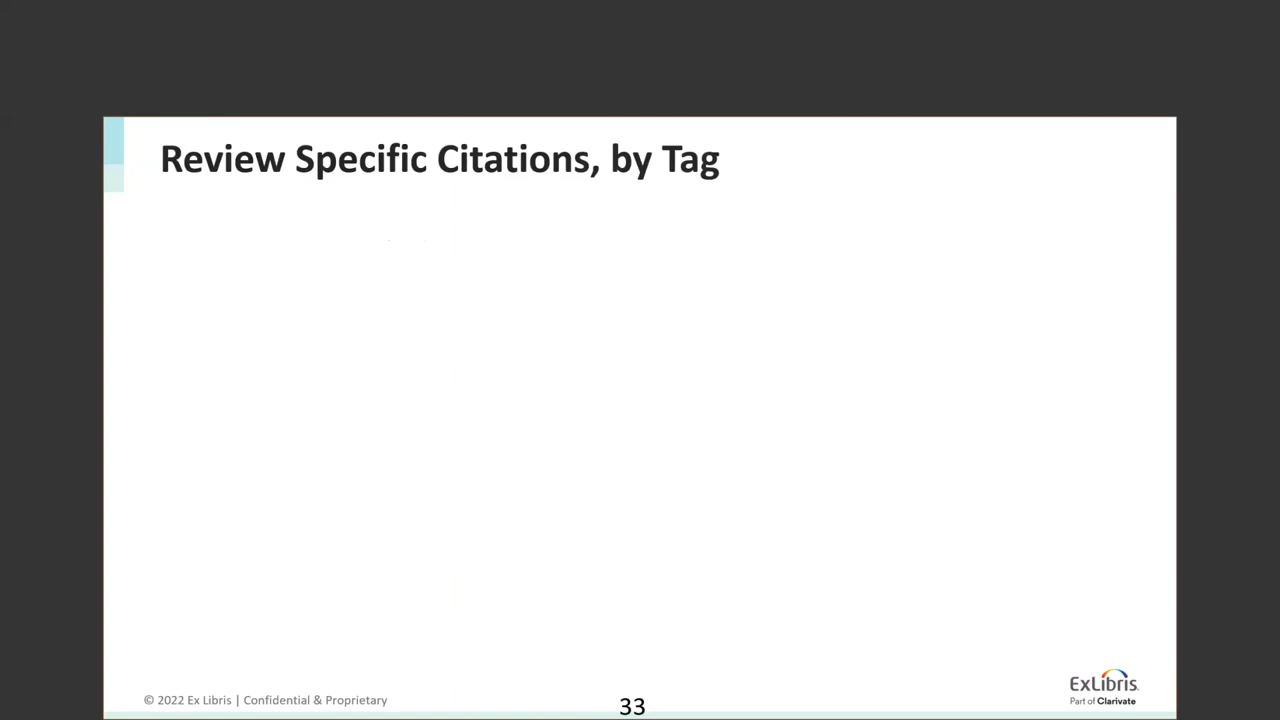 Review Specific Citations, by Tag
© 2022 Ex Libris | Confidential & Proprietary
33
ExLibris
Part of Clarivate